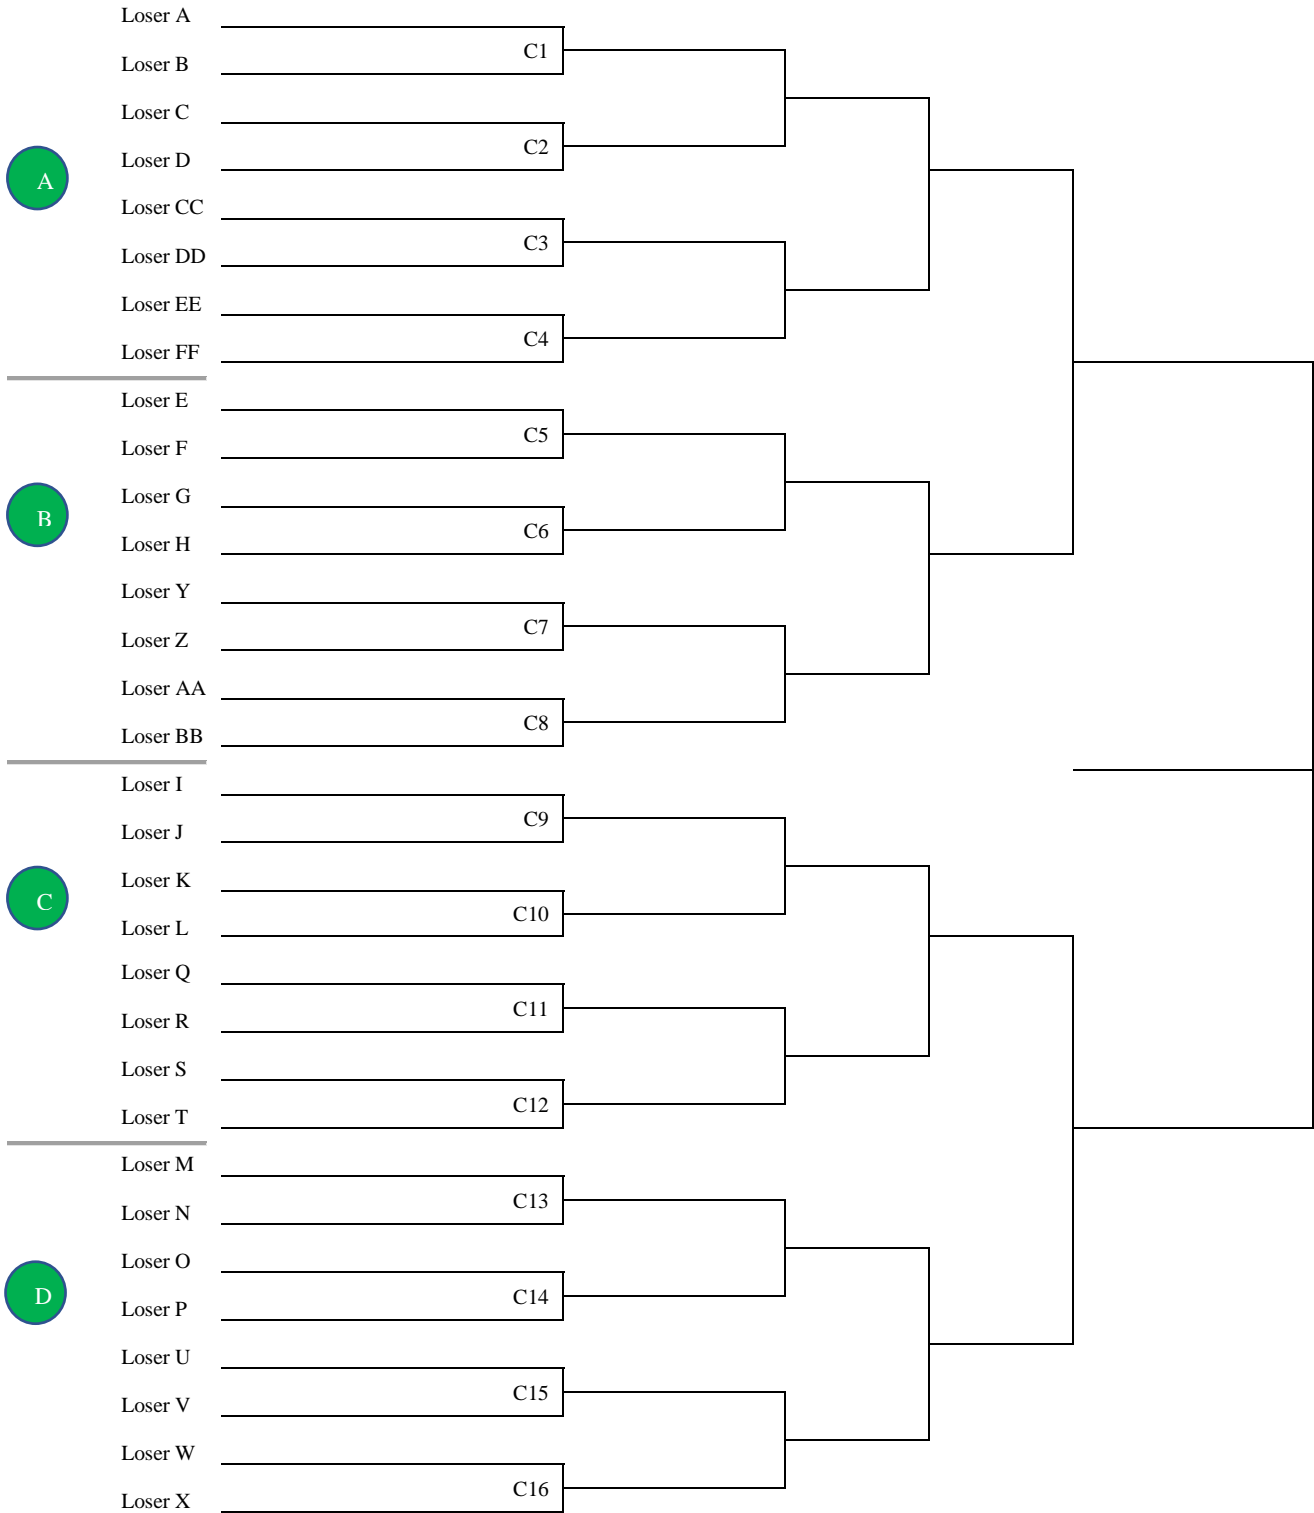 Loser A
C1
Loser B
Loser C
C2
Loser D
A
Loser CC
C3
Loser DD
Loser EE
C4
Loser FF
Loser E
C5
Loser F
Loser G
B
C6
Loser H
Loser Y
C7
Loser Z
Loser AA
C8
Loser BB
Loser I
C9
Loser J
Loser K
C
C10
Loser L
Loser Q
C11
Loser R
Loser S
C12
Loser T
Loser M
C13
Loser N
Loser O
D
C14
Loser P
Loser U
C15
Loser V
Loser W
C16
Loser X